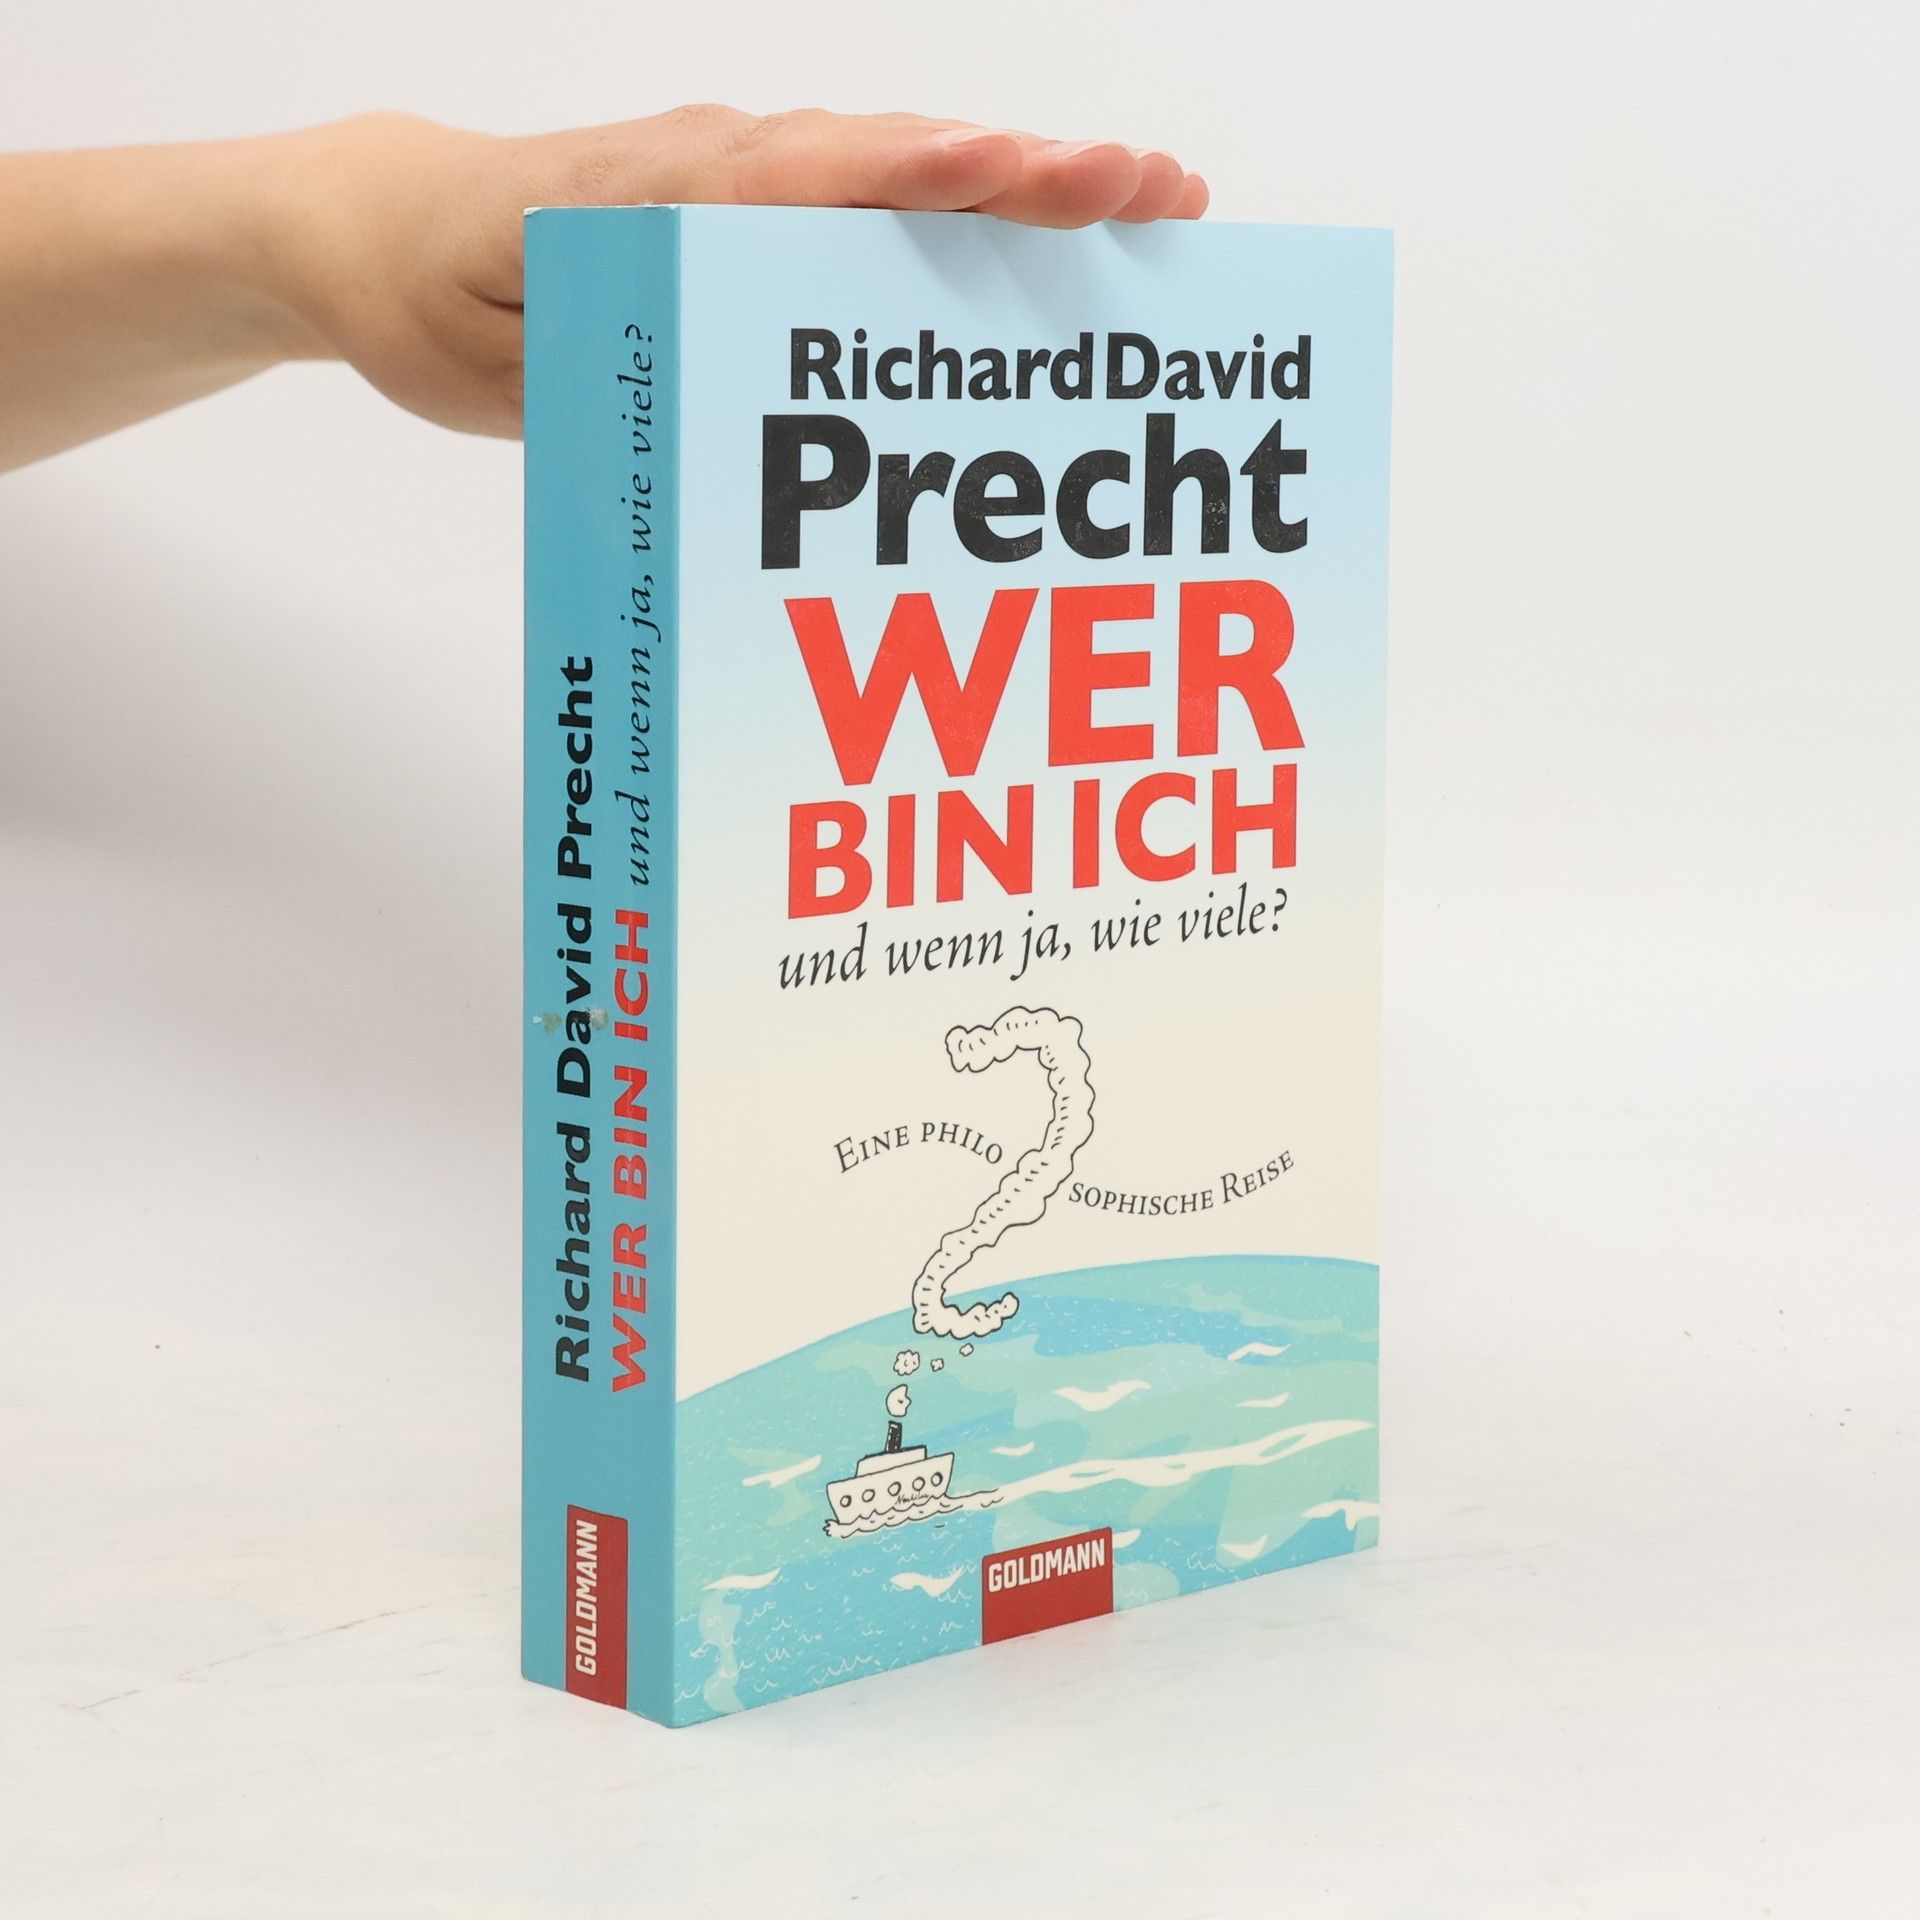 Richard David Precht
WER BIN ICH und wenn ja, wie viele?
GOLDMANN
Richard David
Precht
WER
BIN ICH
und wenn ja, wie viele?
EINE PHILO
SOPHISCHE REISE
GOLDMANN